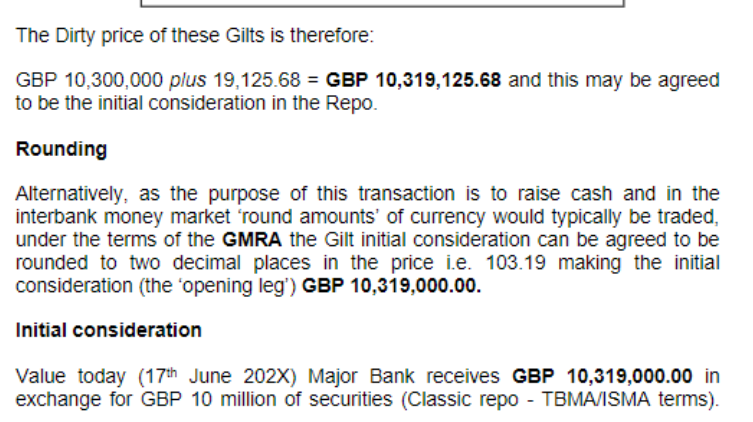 The Dirty price of these Gilts is therefore:
GBP 10,300,000 plus 19,125.68 = GBP 10,319,125.68 and this may be agreed
to be the initial consideration in the Repo.
Rounding
Alternatively, as the purpose of this transaction is to raise cash and in the
interbank money market ‘round amounts’ of currency would typically be traded,
under the terms of the GMRA the Gilt initial consideration can be agreed to be
rounded to two decimal places in the price i.e. 103.19 making the initial
consideration (the ‘opening leg’) GBP 10,319,000.00.
Initial consideration
Value today (17th June 202X) Major Bank receives GBP 10,319,000.00 in
exchange for GBP 10 million of securities (Classic repo - TBMA/ISMA terms).